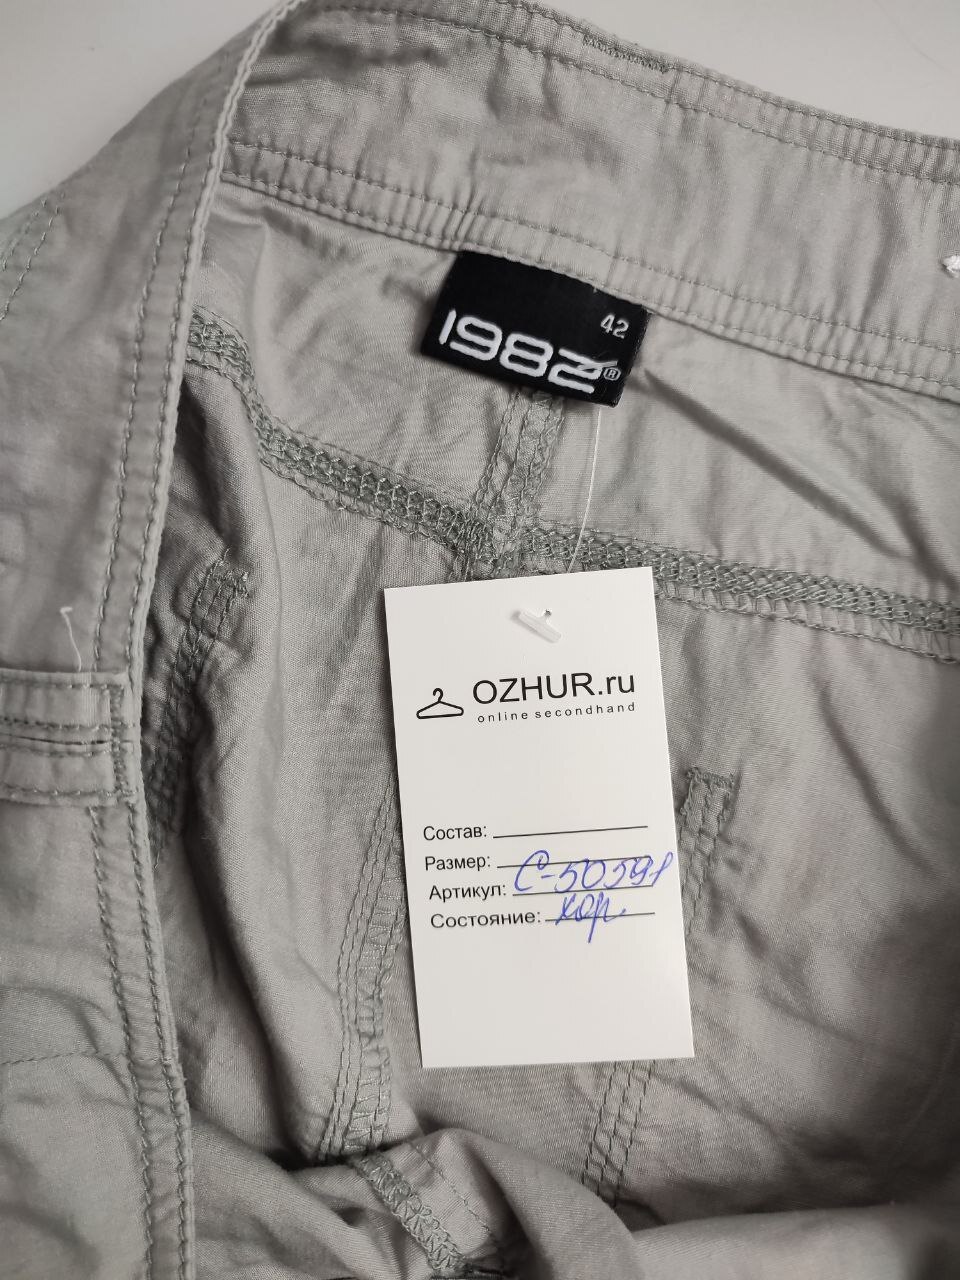 42
1982®
OZHUR.ru
online secondhand
Состав:
Размер:
Артикул: С-50591
Состояние: хор.